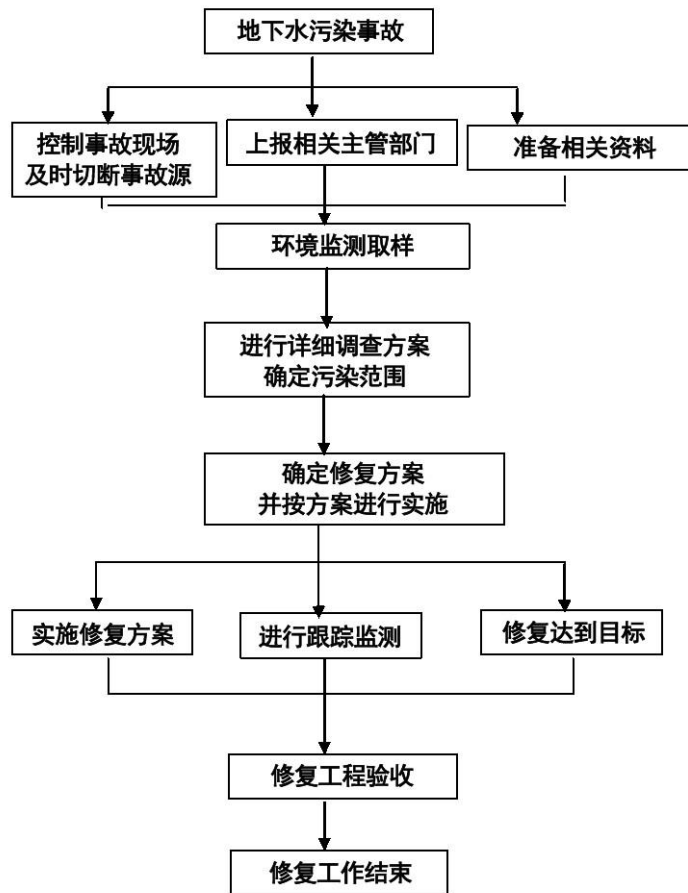 地下水污染事故
控制事故现场
及时切断事故源
上报相关主管部门
准备相关资料
环境监测取样
进行详细调查方案
确定污染范围
确定修复方案
并按方案进行实施
实施修复方案
进行跟踪监测
修复达到目标
修复工程验收
修复工作结束